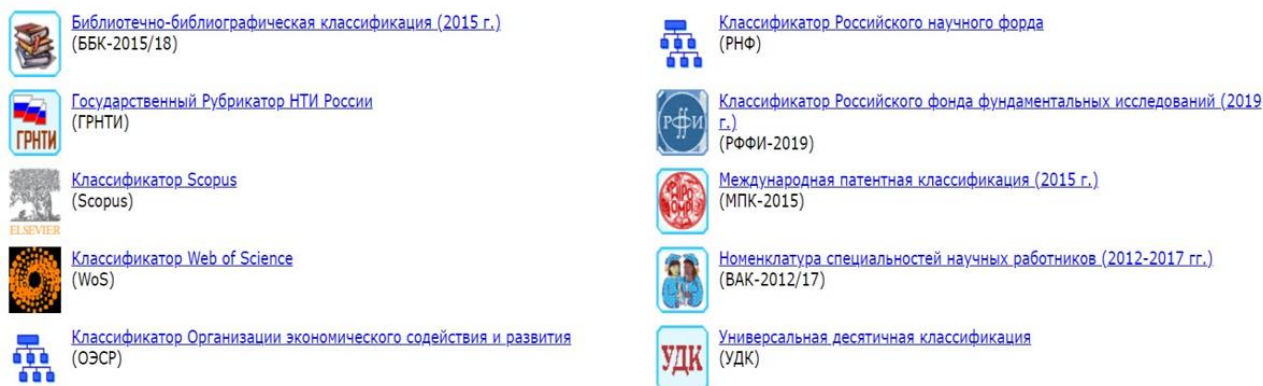 Библиотечно-библиографическая классификация (2015 г.)
(ББК-2015/18)
ГРНТИ
Государственный Рубрикатор НТИ России
(ГРНТИ)
ELSEVIER
Классификатор Scopus
(Scopus)
Классификатор Web of Science
(WoS)
Классификатор Организации экономического содействия и развития
(ОЭСР)
Классификатор Российского научного форда
(РНФ)
РФФИ
Классификатор Российского фонда фундаментальных исследований (2019
г.)
(РФФИ-2019)
WIPO
OMPI
Международная патентная классификация (2015 г.)
(МПК-2015)
Номенклатура специальностей научных работников (2012-2017 гг.)
(ВАК-2012/17)
УДК
Универсальная десятичная классификация
(УДК)